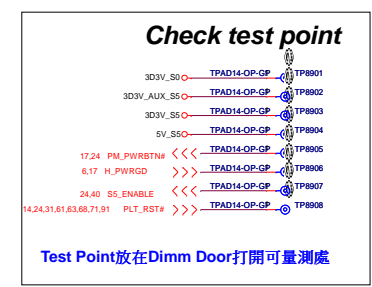 Check test point
3D3V_S0 TPAD14-OP-GP TP8901
3D3V_AUX_S5 TPAD14-OP-GP TP8902
3D3V_S5 TPAD14-OP-GP TP8903
5V_S5 TPAD14-OP-GP TP8904
17,24 PM_PWRBTN# TPAD14-OP-GP TP8905
6,17 H_PWRGD TPAD14-OP-GP TP8906
24,40 S5_ENABLE TPAD14-OP-GP TP8907
14,24,31,61,63,68,71,91 PLT_RST# TPAD14-OP-GP TP8908
Test Point放在Dimm Door打開可量測處